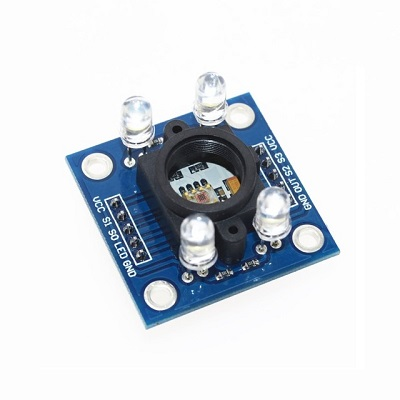 VCC S1 S0 LED GND
GND OUT S2 S3 VCC